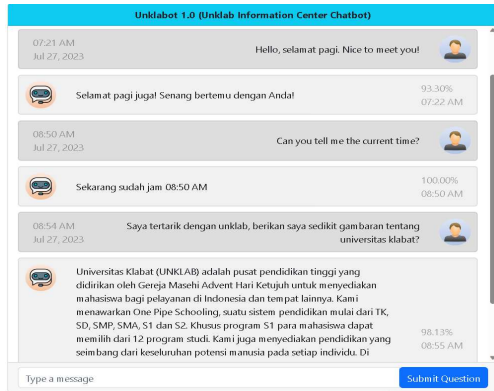 Unklabot 1.0 (Unklab Information Center Chatbot)
07:21 AM
Jul 27, 2023
Hello, selamat pagi. Nice to meet you!
Selamat pagi juga! Senang bertemu dengan Anda!
93.30%
07:22 AM
08:50 AM
Jul 27, 2023
Can you tell me the current time?
Sekarang sudah jam 08:50 AM
100.00%
08:50 AM
08:54 AM
Jul 27, 2023
Saya tertarik dengan unklab, berikan saya sedikit gambaran tentang
universitas klabat?
Universitas Klabat (UNKLAB) adalah pusat pendidikan tinggi yang
didirikan oleh Gereja Masehi Advent Hari Ketujuh untuk menyediakan
mahasiswa bagi pelayanan di Indonesia dan tempat lainnya. Kami
menawarkan One Pipe Schooling, suatu sistem pendidikan mulai dari TK,
SD, SMP, SMA, S1 dan S2. Khusus program S1 para mahasiswa dapat
memilih dari 12 program studi. Kami juga menyediakan pendidikan yang
seimbang dari keseluruhan potensi manusia pada setiap individu. Di
98.13%
08:55 AM
Type a message
Submit Question